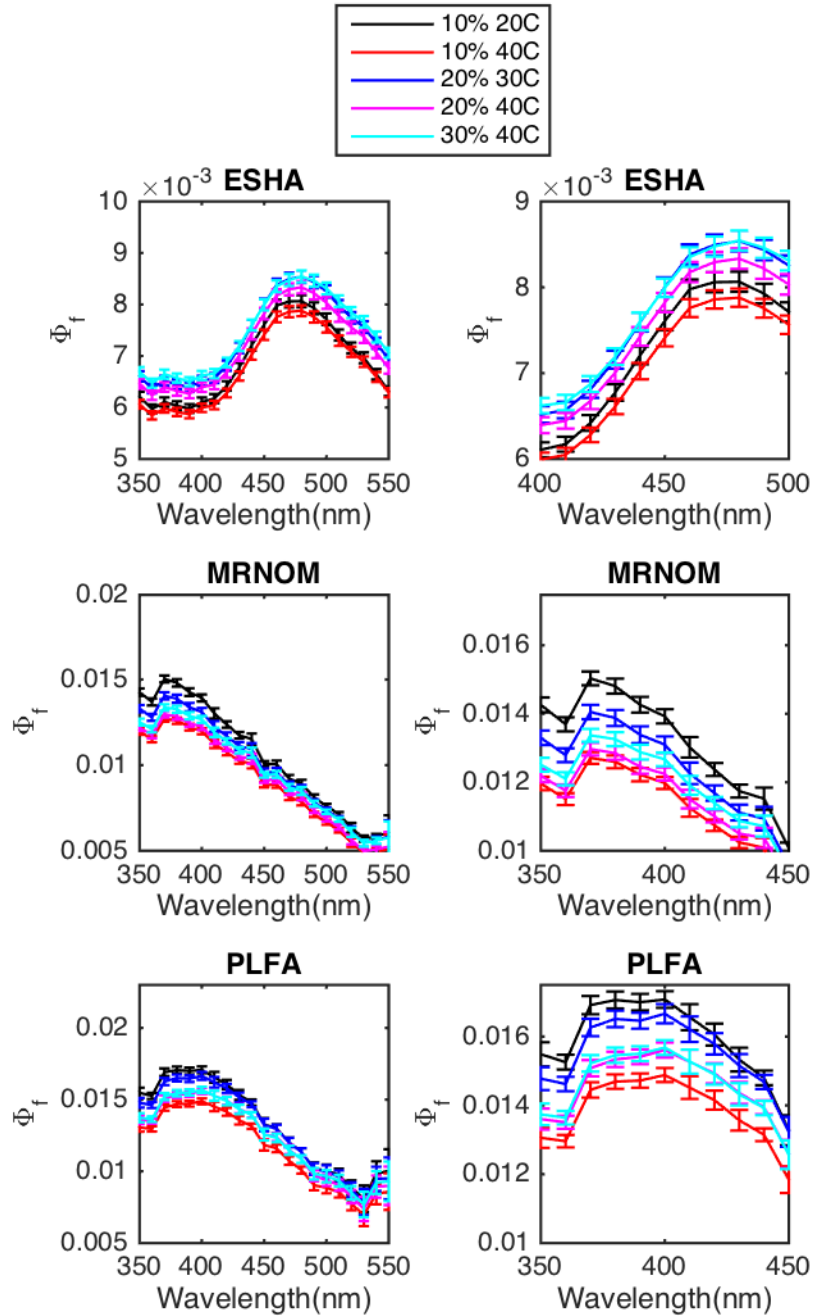 10% 20C
10% 40C
20% 30C
20% 40C
30% 40C
×10⁻³ ESHA
10
9
8
7
6
5
Φf
350 400 450 500 550
Wavelength(nm)
×10⁻³ ESHA
9
8
7
6
Φf
400 450 500
Wavelength(nm)
MRNOM
0.02
0.015
0.01
0.005
Φf
350 400 450 500 550
Wavelength(nm)
MRNOM
0.016
0.014
0.012
0.01
Φf
350 400 450
Wavelength(nm)
PLFA
0.02
0.015
0.01
0.005
Φf
350 400 450 500 550
Wavelength(nm)
PLFA
0.016
0.014
0.012
0.01
Φf
350 400 450
Wavelength(nm)